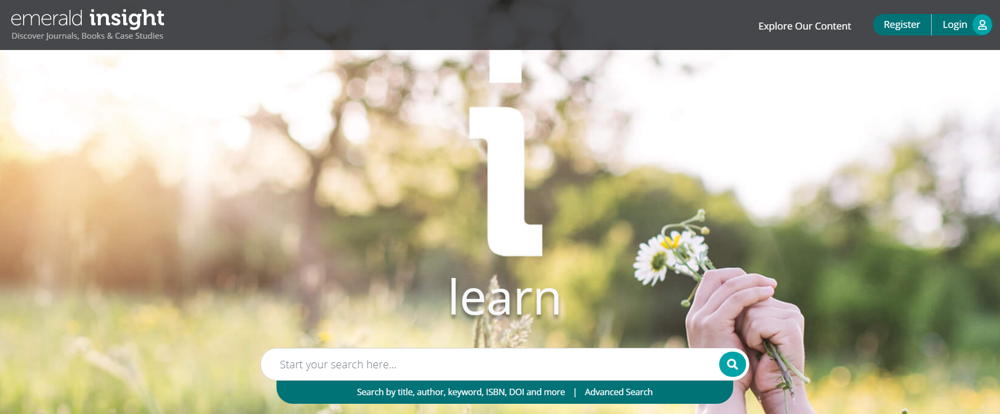 emerald insight
Discover Journals, Books & Case Studies
Explore Our Content
Register
Login
i
learn
Start your search here...
Search by title, author, keyword, ISBN, DOI and more | Advanced Search